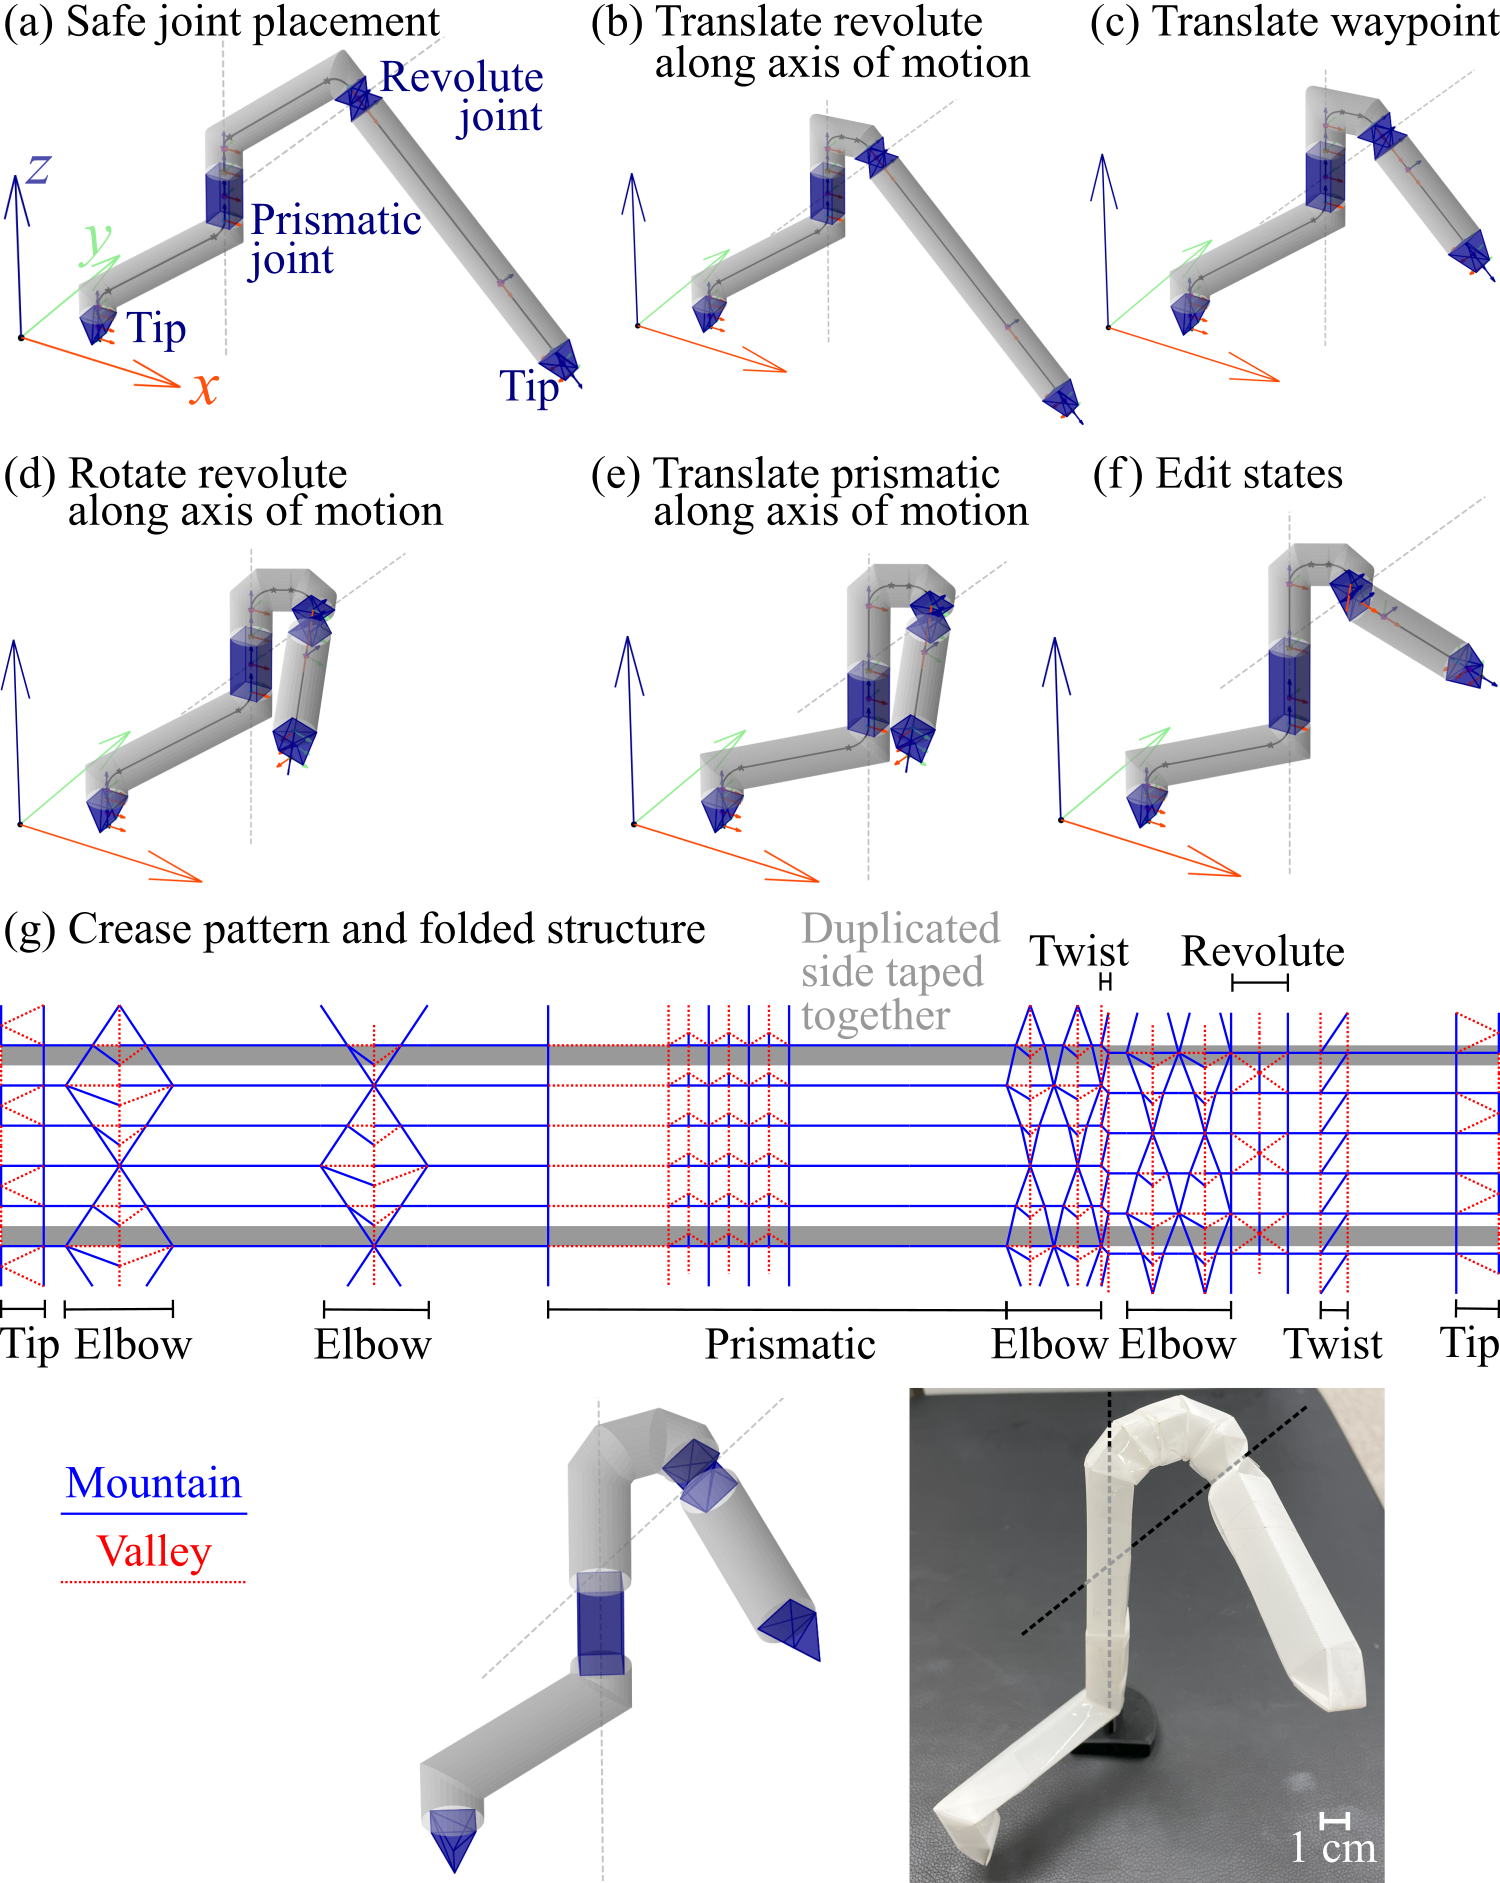 (a) Safe joint placement
Revolute
joint
Prismatic
joint
z
y
x
Tip
Tip
(b) Translate revolute
along axis of motion
(c) Translate waypoint
(d) Rotate revolute
along axis of motion
(e) Translate prismatic
along axis of motion
(f) Edit states
(g) Crease pattern and folded structure
Duplicated
side taped
together
Twist
Revolute
Tip
Elbow
Elbow
Prismatic
Elbow
Elbow
Twist
Tip
Mountain
Valley
1 cm